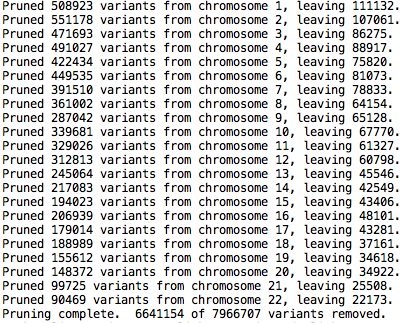 Pruned 508923 variants from chromosome 1, leaving 111132.
Pruned 551178 variants from chromosome 2, leaving 107061.
Pruned 471693 variants from chromosome 3, leaving 86275.
Pruned 491027 variants from chromosome 4, leaving 88917.
Pruned 422434 variants from chromosome 5, leaving 75820.
Pruned 449535 variants from chromosome 6, leaving 81073.
Pruned 391510 variants from chromosome 7, leaving 78833.
Pruned 361002 variants from chromosome 8, leaving 64154.
Pruned 287042 variants from chromosome 9, leaving 65128.
Pruned 339681 variants from chromosome 10, leaving 67770.
Pruned 329026 variants from chromosome 11, leaving 61327.
Pruned 312813 variants from chromosome 12, leaving 60798.
Pruned 245064 variants from chromosome 13, leaving 45546.
Pruned 217083 variants from chromosome 14, leaving 42549.
Pruned 194023 variants from chromosome 15, leaving 43406.
Pruned 206939 variants from chromosome 16, leaving 48101.
Pruned 179014 variants from chromosome 17, leaving 43281.
Pruned 188989 variants from chromosome 18, leaving 37161.
Pruned 155612 variants from chromosome 19, leaving 34618.
Pruned 148372 variants from chromosome 20, leaving 34922.
Pruned 99725 variants from chromosome 21, leaving 25508.
Pruned 90469 variants from chromosome 22, leaving 22173.
Pruning complete.  6641154 of 7966707 variants removed.